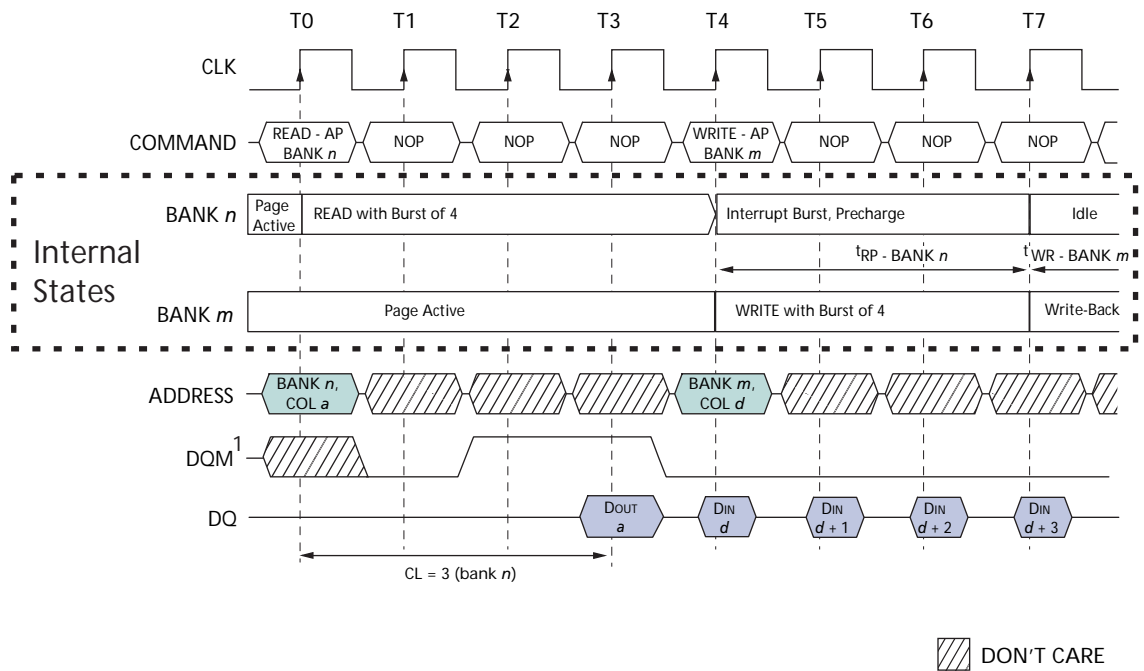 T0 T1 T2 T3 T4 T5 T6 T7
CLK
COMMAND
READ - AP
BANK n
NOP
NOP
NOP
WRITE - AP
BANK m
NOP
NOP
NOP
Internal
States
BANK n
Page
Active
READ with Burst of 4
Interrupt Burst, Precharge
Idle
tRP - BANK n
tWR - BANK m
BANK m
Page Active
WRITE with Burst of 4
Write-Back
ADDRESS
BANK n,
COL a
BANK m,
COL d
DQM1
DQ
DOUT
a
DIN
d
DIN
d + 1
DIN
d + 2
DIN
d + 3
CL = 3 (bank n)
DON'T CARE